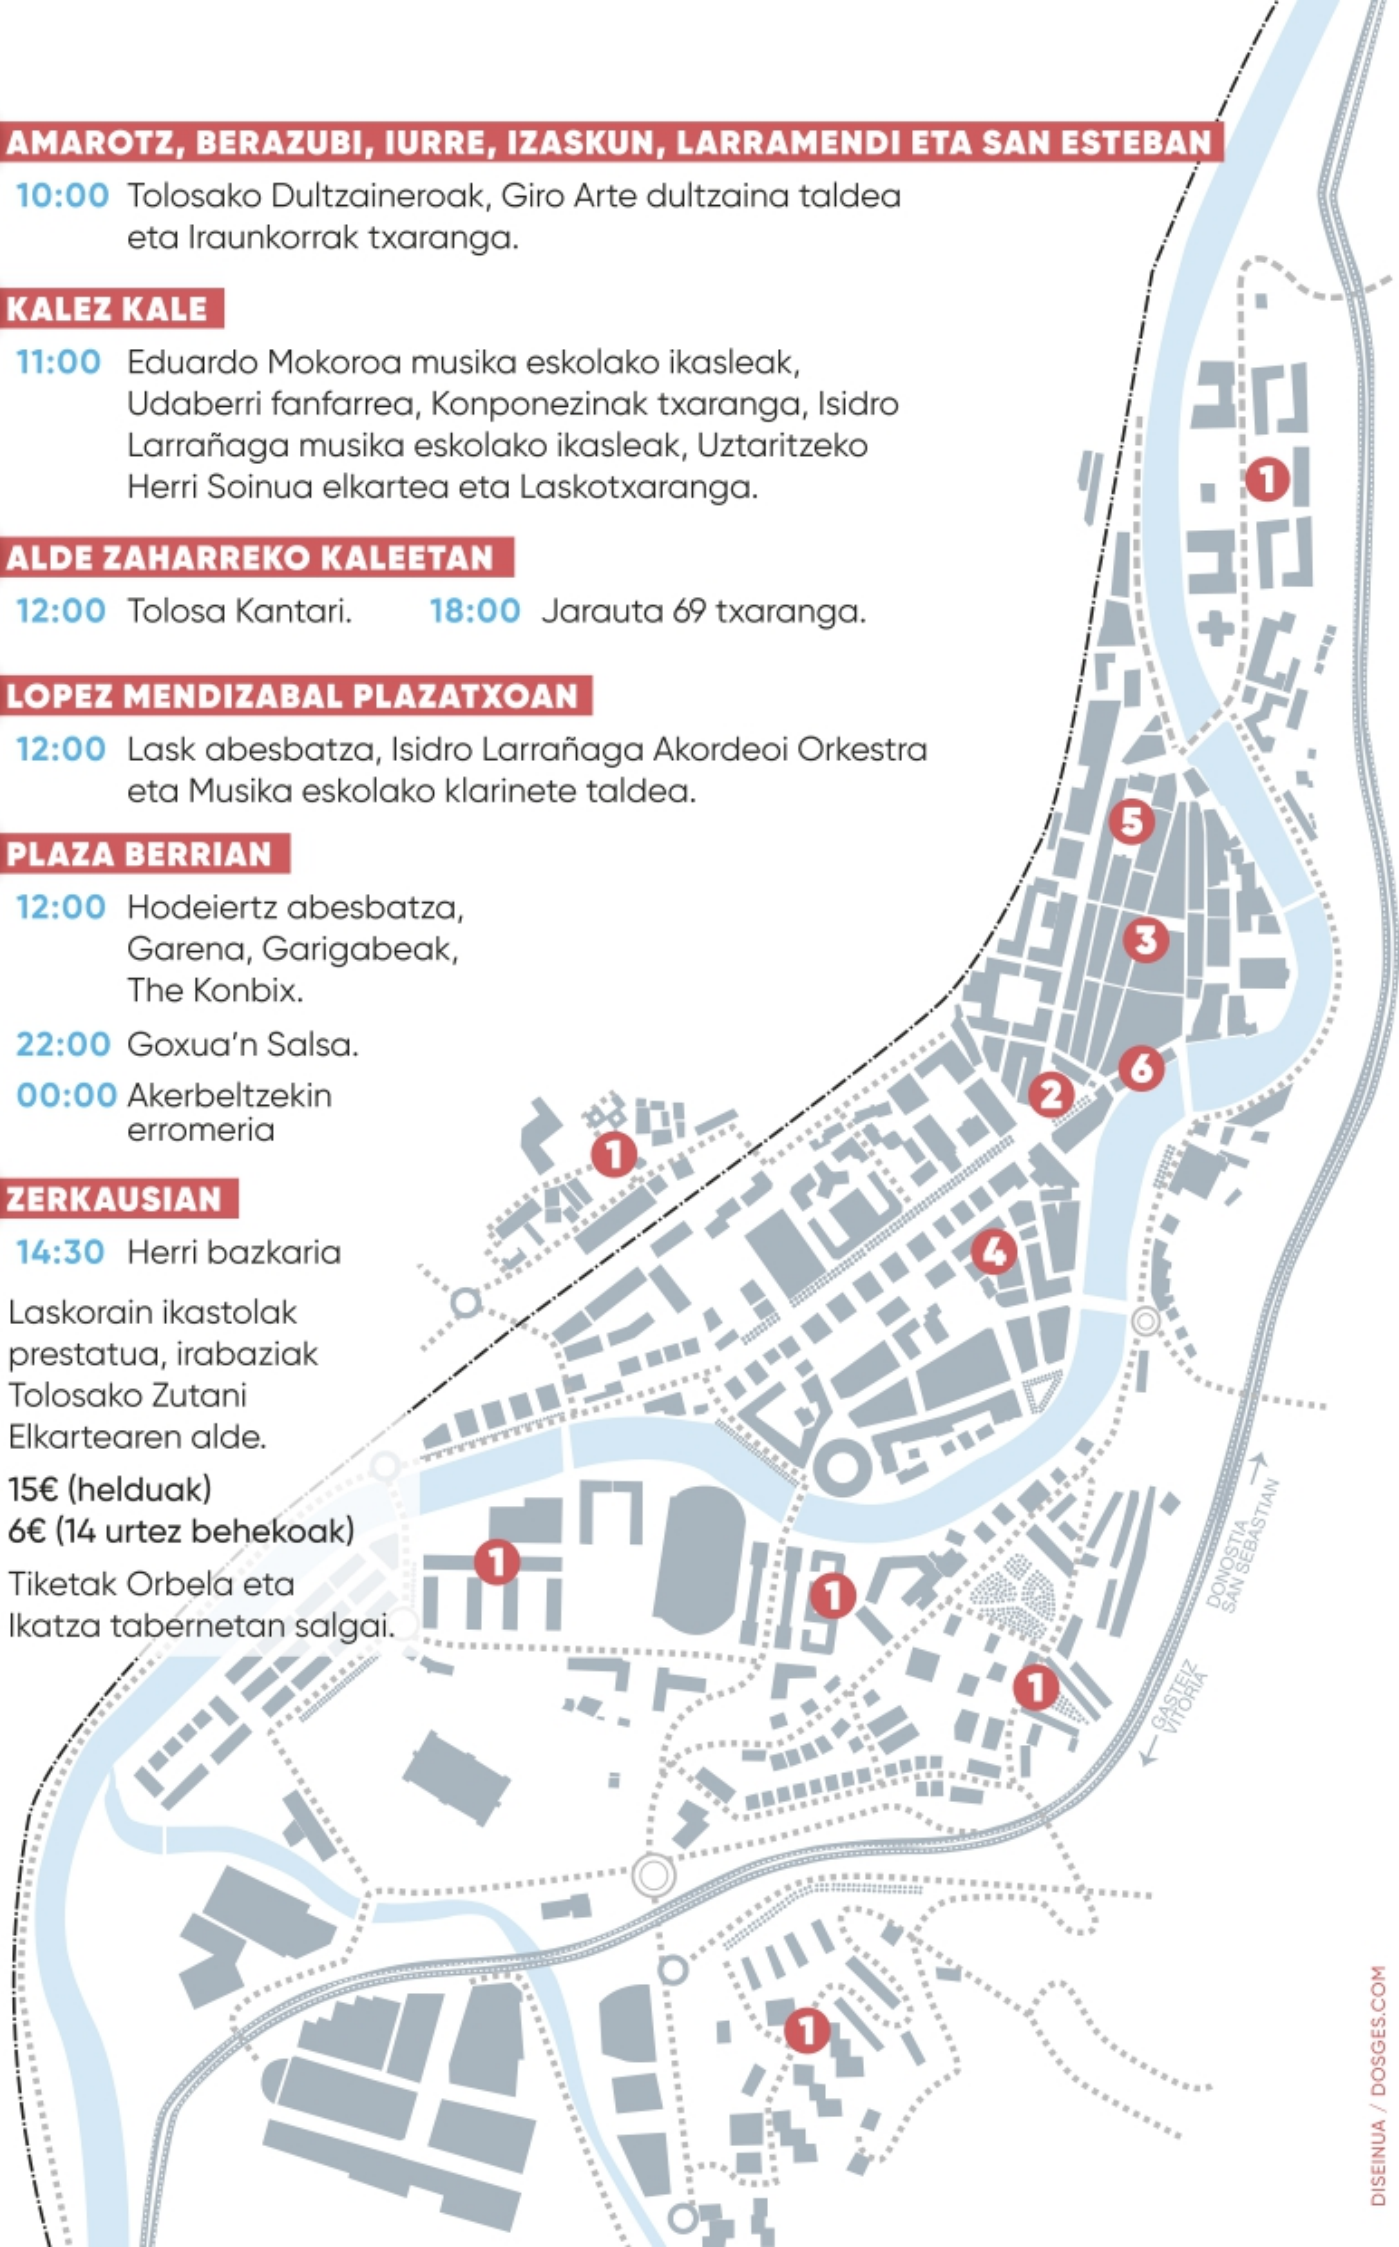 AMAROTZ, BERAZUBI, IURRE, IZASKUN, LARRAMENDI ETA SAN ESTEBAN
10:00 Tolosako Dultzaineroak, Giro Arte dultzaina taldea
eta Iraunkorrak txaranga.
KALEZ KALE
11:00 Eduardo Mokoroa musika eskolako ikasleak,
Udaberri fanfarrea, Konponezinak txaranga, Isidro
Larrañaga musika eskolako ikasleak, Uztaritzeko
Herri Soinua elkartea eta Laskotxaranga.
ALDE ZAHARREKO KALEETAN
12:00 Tolosa Kantari. 18:00 Jarauta 69 txaranga.
LOPEZ MENDIZABAL PLAZATXOAN
12:00 Lask abesbatza, Isidro Larrañaga Akordeoi Orkestra
eta Musika eskolako klarinete taldea.
PLAZA BERRIAN
12:00 Hodeiertz abesbatza,
Garena, Garigabeak,
The Konbix.
22:00 Goxua'n Salsa.
00:00 Akerbeltzekin
erromeria
ZERKAUSIAN
14:30 Herri bazkaria
Laskorain ikastolak
prestatua, irabaziak
Tolosako Zutani
Elkartearen alde.
15€ (helduak)
6€ (14 urtez behekoak)
Tiketak Orbela eta
Ikatza tabernetan salgai.
1
5
3
6
2
1
4
1
1
1
1
DONOSTIA
SAN SEBASTIAN
GASTEIZ
VITORIA
DISEINUA / DOSGES.COM